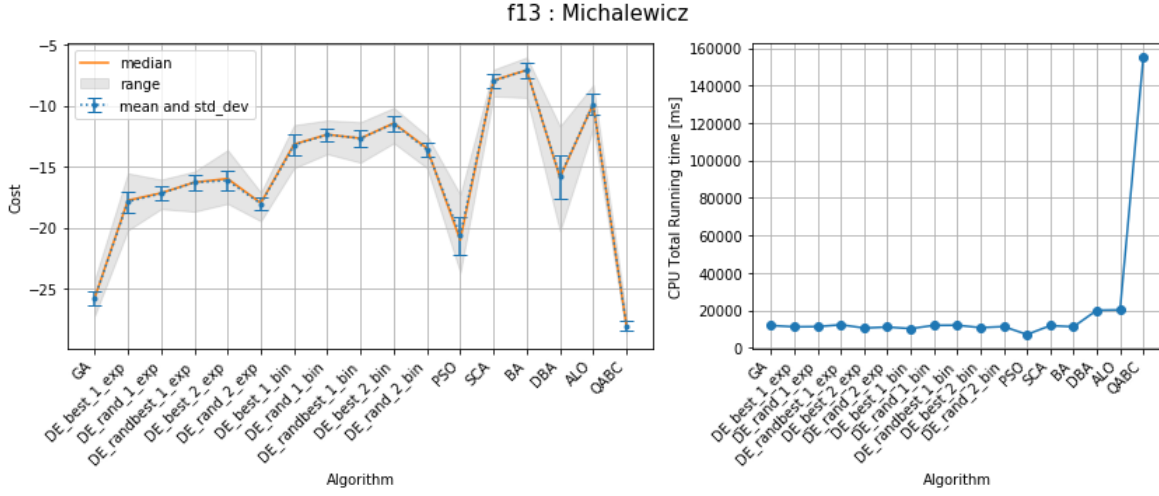 f13 : Michalewicz
−5
−10
−15
−20
−25
Cost
median
range
mean and std_dev
GA
DE_best_1_exp
DE_rand_1_exp
DE_randbest_1_exp
DE_best_2_exp
DE_rand_2_exp
DE_best_1_bin
DE_rand_1_bin
DE_randbest_1_bin
DE_best_2_bin
DE_rand_2_bin
PSO
SCA
BA
DBA
ALO
QABC
Algorithm
160000
140000
120000
100000
80000
60000
40000
20000
0
CPU Total Running time [ms]
GA
DE_best_1_exp
DE_rand_1_exp
DE_randbest_1_exp
DE_best_2_exp
DE_rand_2_exp
DE_best_1_bin
DE_rand_1_bin
DE_randbest_1_bin
DE_best_2_bin
DE_rand_2_bin
PSO
SCA
BA
DBA
ALO
QABC
Algorithm